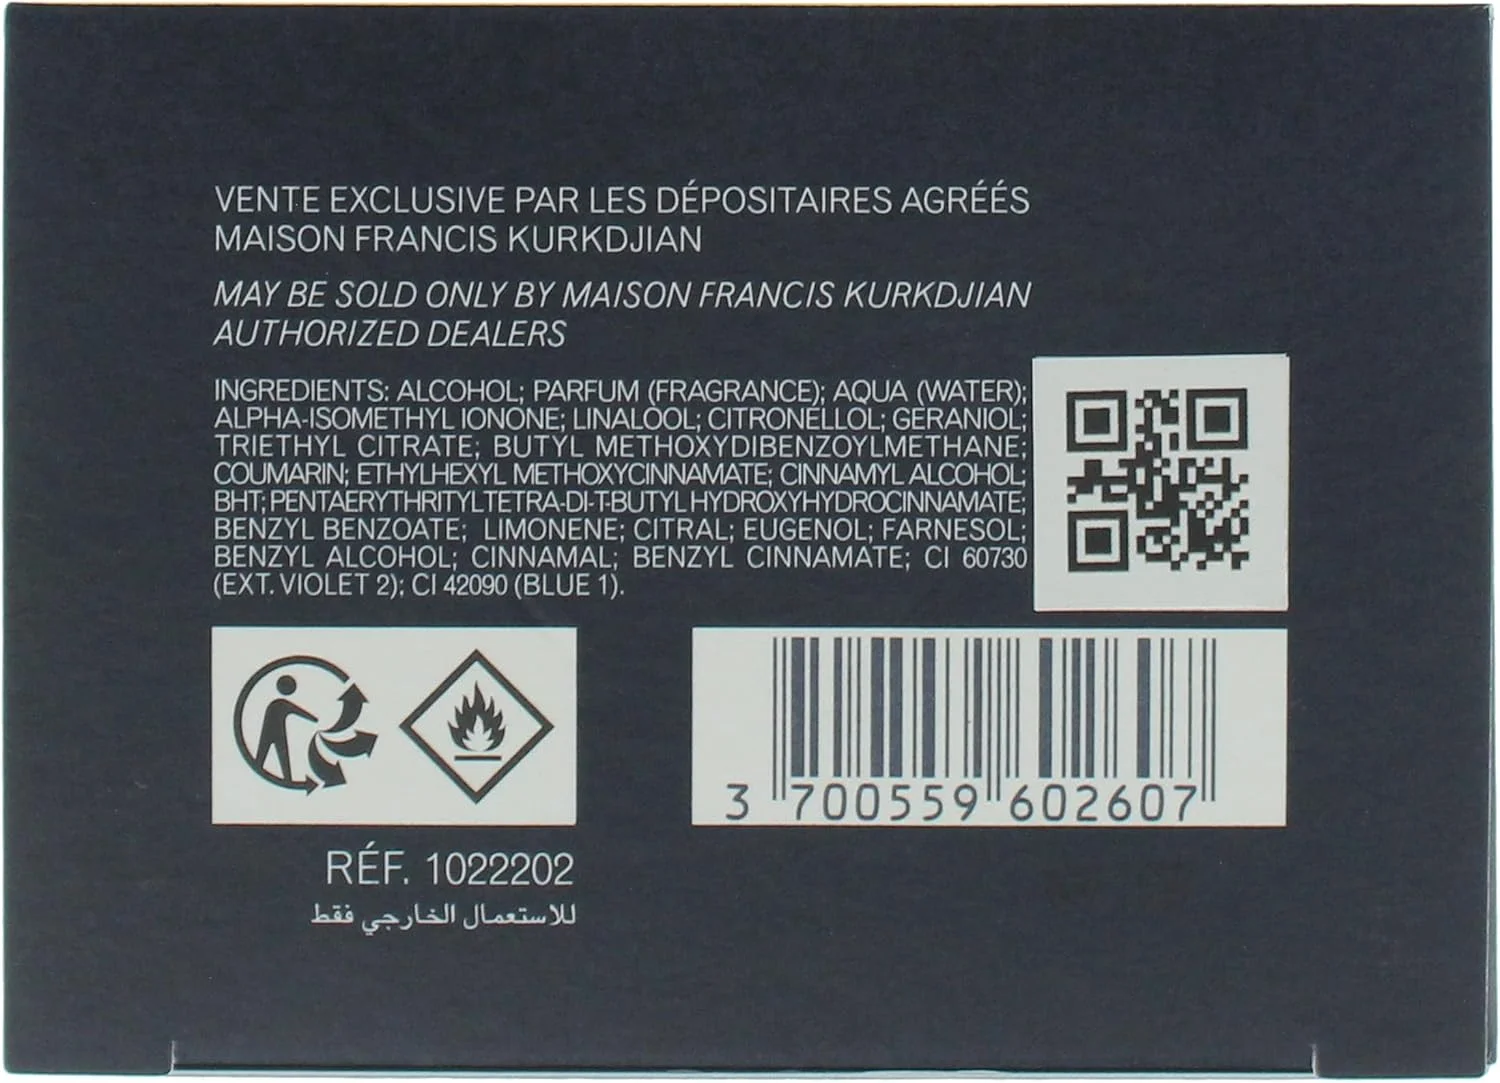 VENTE EXCLUSIVE PAR LES DÉPOSITAIRES AGRÉÉS
MAISON FRANCIS KURKDJIAN
MAY BE SOLD ONLY BY MAISON FRANCIS KURKDJIAN
AUTHORIZED DEALERS
INGREDIENTS: ALCOHOL; PARFUM (FRAGRANCE); AQUA (WATER);
ALPHA-ISOMETHYL IONONE; LINALOOL; CITRONELLOL; GERANIOL;
TRIETHYL CITRATE; BUTYL METHOXYDIBENZOYLMETHANE;
COUMARIN; ETHYLHEXYL METHOXYCINNAMATE; CINNAMYL ALCOHOL;
BHT; PENTAERYTHRITYL TETRA-DI-T-BUTYL HYDROXYHYDROCINNAMATE;
BENZYL BENZOATE; LIMONENE; CITRAL; EUGENOL; FARNESOL;
BENZYL ALCOHOL; CINNAMAL; BENZYL CINNAMATE; CI 60730
(EXT. VIOLET 2); CI 42090 (BLUE 1).
3 700559 602607
RÉF. 1022202
للاستعمال الخارجي فقط